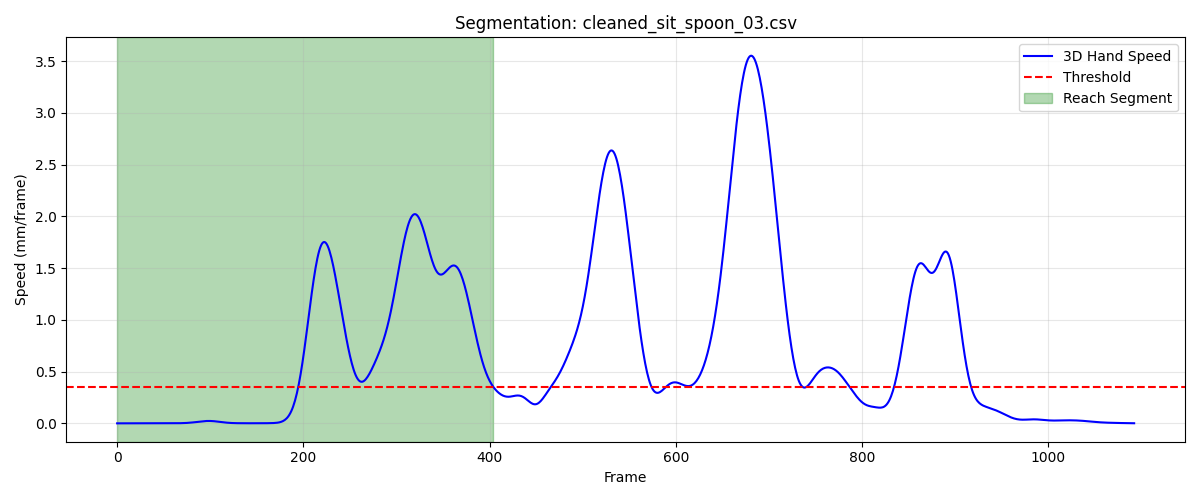 Segmentation: cleaned_sit_spoon_03.csv
3D Hand Speed
Threshold
Reach Segment
Speed (mm/frame)
3.5
3.0
2.5
2.0
1.5
1.0
0.5
0.0
0 200 400 600 800 1000
Frame